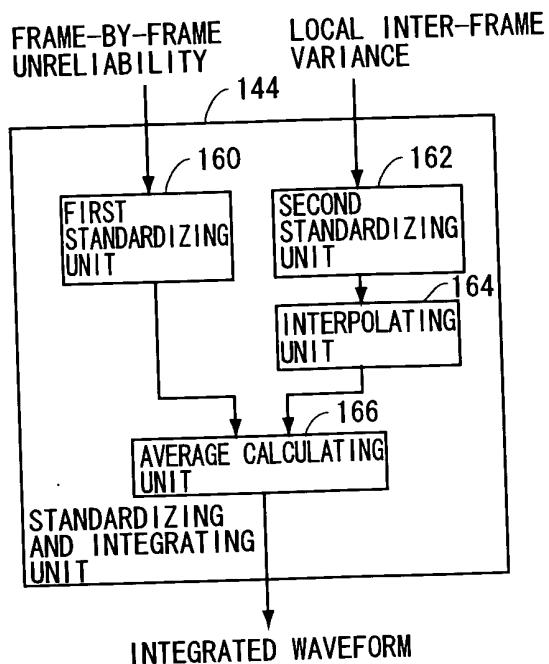 FRAME-BY-FRAME
UNRELIABILITY
LOCAL INTER-FRAME
VARIANCE
144
160
162
FIRST
STANDARDIZING
UNIT
SECOND
STANDARDIZING
UNIT
164
INTERPOLATING
UNIT
166
AVERAGE CALCULATING
UNIT
STANDARDIZING
AND INTEGRATING
UNIT
INTEGRATED WAVEFORM